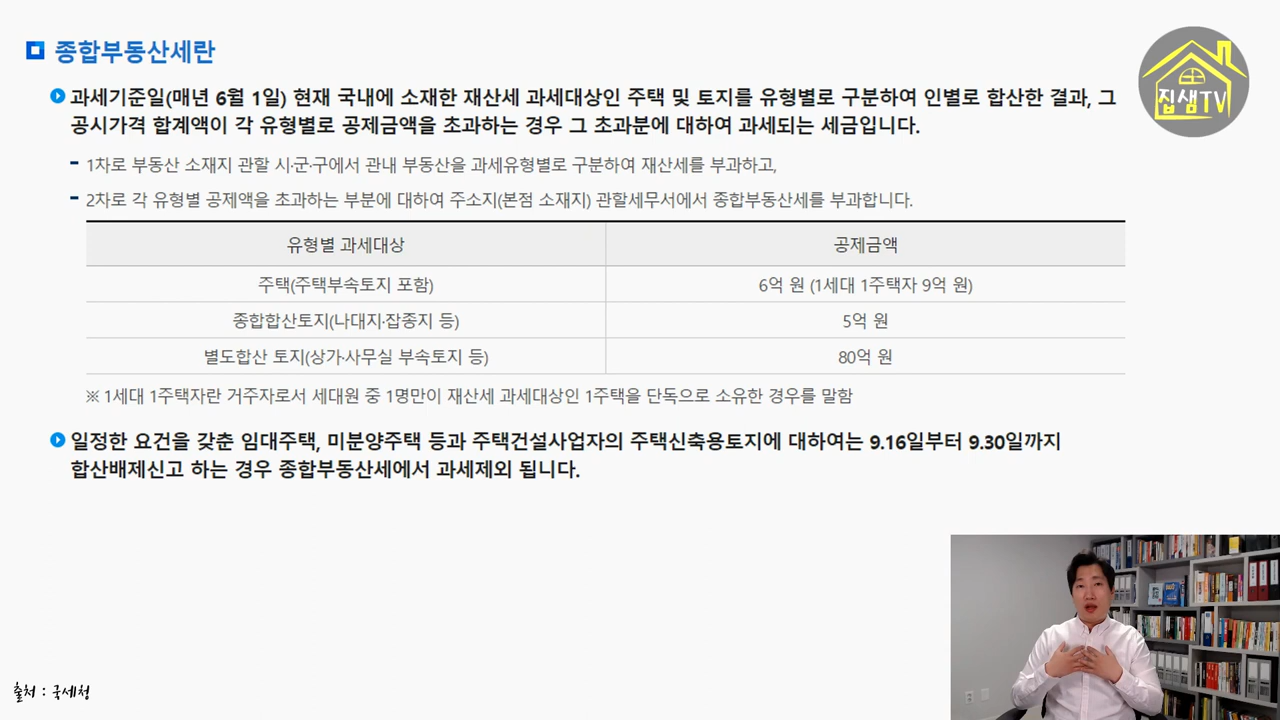 종합부동산세란
과세기준일(매년 6월 1일) 현재 국내에 소재한 재산세 과세대상인 주택 및 토지를 유형별로 구분하여 인별로 합산한 결과, 그
공시가격 합계액이 각 유형별로 공제금액을 초과하는 경우 그 초과분에 대하여 과세되는 세금입니다.
- 1차로 부동산 소재지 관할 시·군·구에서 관내 부동산을 과세유형별로 구분하여 재산세를 부과하고,
- 2차로 각 유형별 공제액을 초과하는 부분에 대하여 주소지(본점 소재지) 관할세무서에서 종합부동산세를 부과합니다.
유형별 과세대상 공제금액
주택(주택부속토지 포함) 6억 원 (1세대 1주택자 9억 원)
종합합산토지(나대지·잡종지 등) 5억 원
별도합산 토지(상가·사무실 부속토지 등) 80억 원
※ 1세대 1주택자란 거주자로서 세대원 중 1명만이 재산세 과세대상인 1주택을 단독으로 소유한 경우를 말함
일정한 요건을 갖춘 임대주택, 미분양주택 등과 주택건설사업자의 주택신축용토지에 대하여는 9.16일부터 9.30일까지
합산배제신고 하는 경우 종합부동산세에서 과세제외 됩니다.
집샘TV
출처 : 국세청